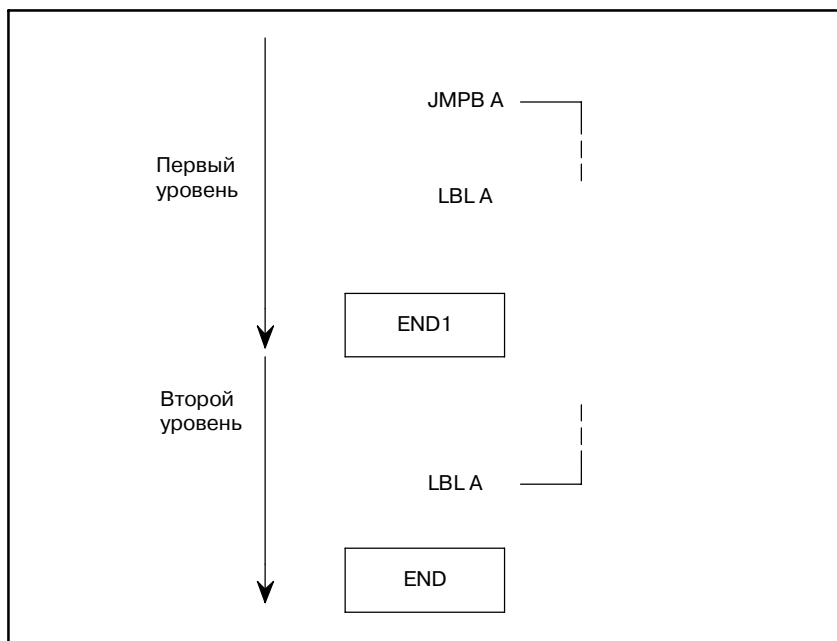 JMPB A
Первый
уровень
LBL A
END1
Второй
уровень
LBL A
END